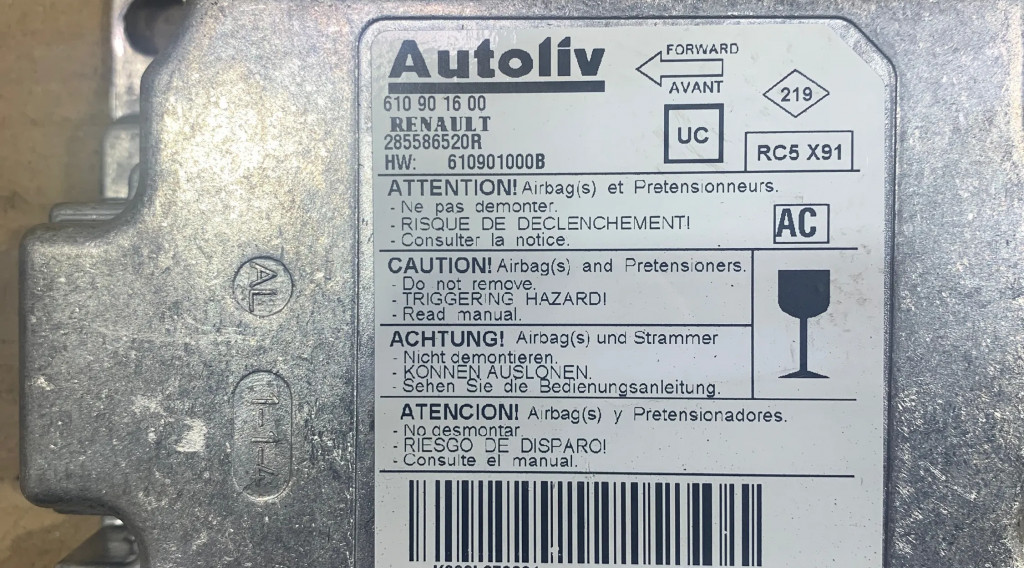 Autoliv
FORWARD
AVANT
219
610 90 16 00
RENAULT
285586520R
HW: 610901000B
UC
RC5 X91
ATTENTION! Airbag(s) et Pretensionneurs.
- Ne pas demonter.
- RISQUE DE DECLENCHEMENT!
- Consulter la notice.
AC
CAUTION! Airbag(s) and Pretensioners.
- Do not remove.
- TRIGGERING HAZARD!
- Read manual.
ACHTUNG! Airbag(s) und Strammer
- Nicht demontieren.
- KONNEN AUSLONEN.
- Sehen Sie die Bedienungsanleitung.
ATENCION! Airbag(s) y Pretensionadores.
- No desmontar.
- RIESGO DE DISPARO!
- Consulte el manual.
AL
1-1-A